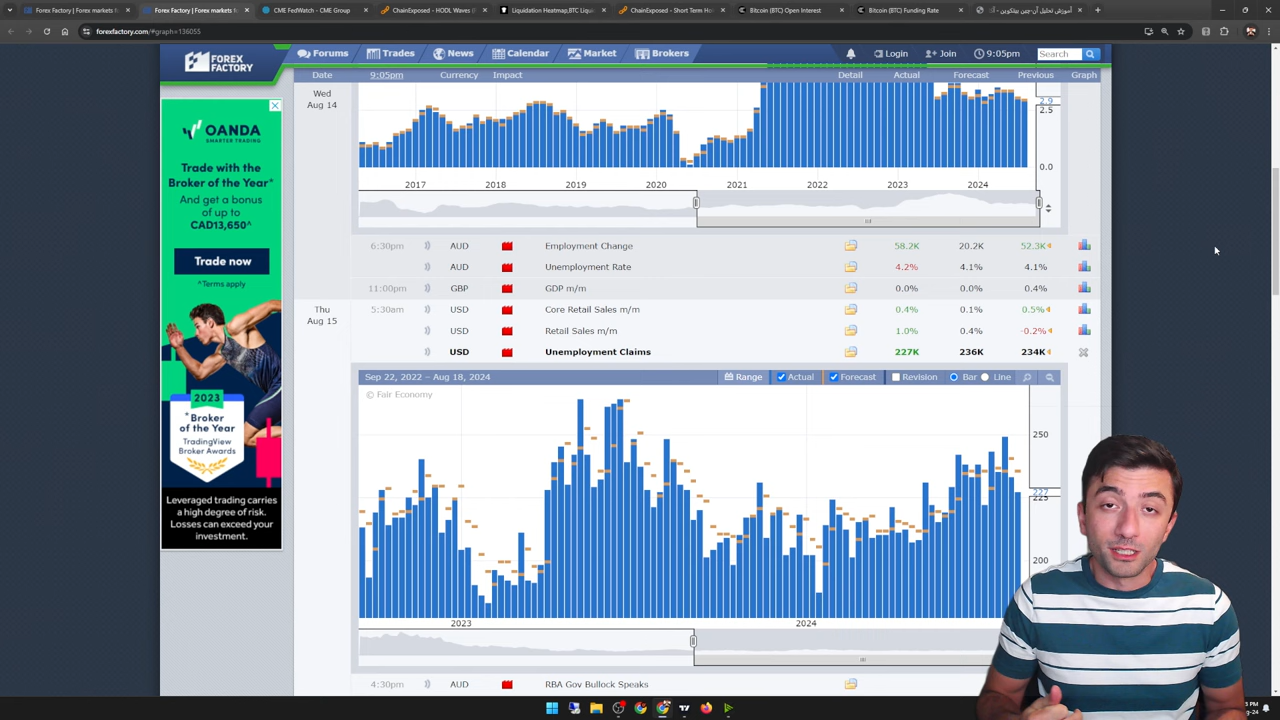 Forex Factory | Forex markets f
Forex Factory | Forex markets f
CME FedWatch - CME Group
ChainExposed - HODL Waves (R
Liquidation Heatmap,BTC Liqui
ChainExposed - Short Term Ho
Bitcoin (BTC) Open Interest
Bitcoin (BTC) Funding Rate
forexfactory.com/#graph=136055
FOREX
FACTORY
Forums
Trades
News
Calendar
Market
Brokers
Login
Join
9:05pm
Search
Date 9:05pm Currency Impact Detail Actual Forecast Previous Graph
Wed
Aug 14
2.9
2.5
0.0
2017 2018 2019 2020 2021 2022 2023 2024
6:30pm AUD Employment Change 58.2K 20.2K 52.3K
AUD Unemployment Rate 4.2% 4.1% 4.1%
11:00pm GBP GDP m/m 0.0% 0.0% 0.4%
Thu
Aug 15
5:30am USD Core Retail Sales m/m 0.4% 0.1% 0.5%
USD Retail Sales m/m 1.0% 0.4% -0.2%
USD Unemployment Claims 227K 236K 234K
Sep 22, 2022 – Aug 18, 2024 Range Actual Forecast Revision Bar Line
© Fair Economy
250
227
225
200
2023 2024
4:30pm AUD RBA Gov Bullock Speaks
OANDA
SMARTER TRADING
Trade with the
Broker of the Year*
And get a bonus
of up to
CAD13,650^
Trade now
^Terms apply
2023
*Broker
of the Year
TradingView
Broker Awards
Leveraged trading carries
a high degree of risk.
Losses can exceed your
investment.